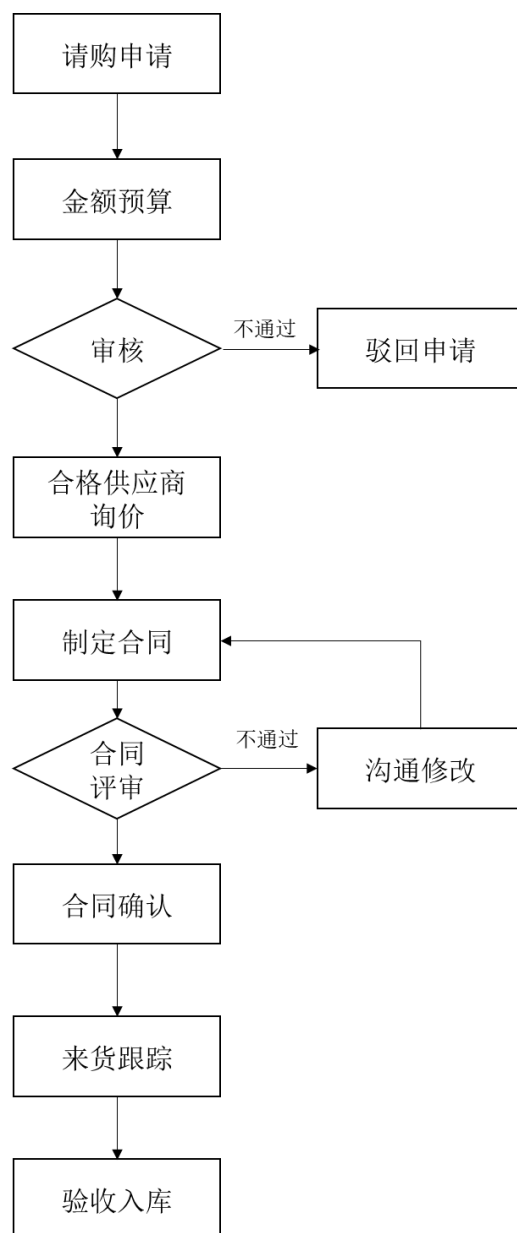 请购申请
金额预算
审核
不通过
驳回申请
合格供应商
询价
制定合同
合同
评审
不通过
沟通修改
合同确认
来货跟踪
验收入库